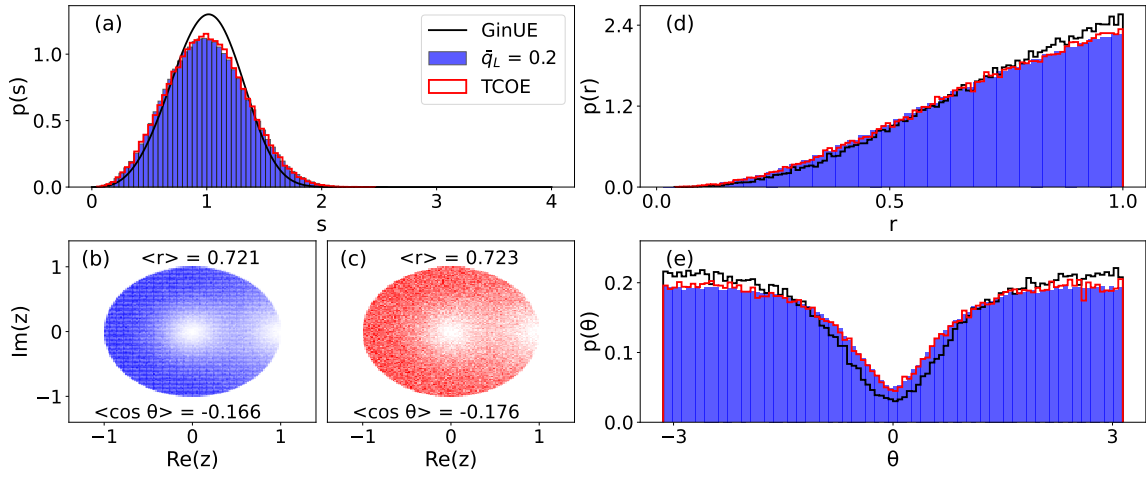 (a)
GinUE
q̄_L = 0.2
TCOE
p(s)
1.0
0.5
0.0
0
1
2
3
4
s
(d)
p(r)
2.4
1.2
0.0
0.0
0.5
1.0
r
(b)
<r> = 0.721
Im(z)
1
0
−1
<cos θ> = -0.166
−1
0
1
Re(z)
(c)
<r> = 0.723
<cos θ> = -0.176
−1
0
1
Re(z)
(e)
p(θ)
0.2
0.1
0.0
−3
0
3
θ